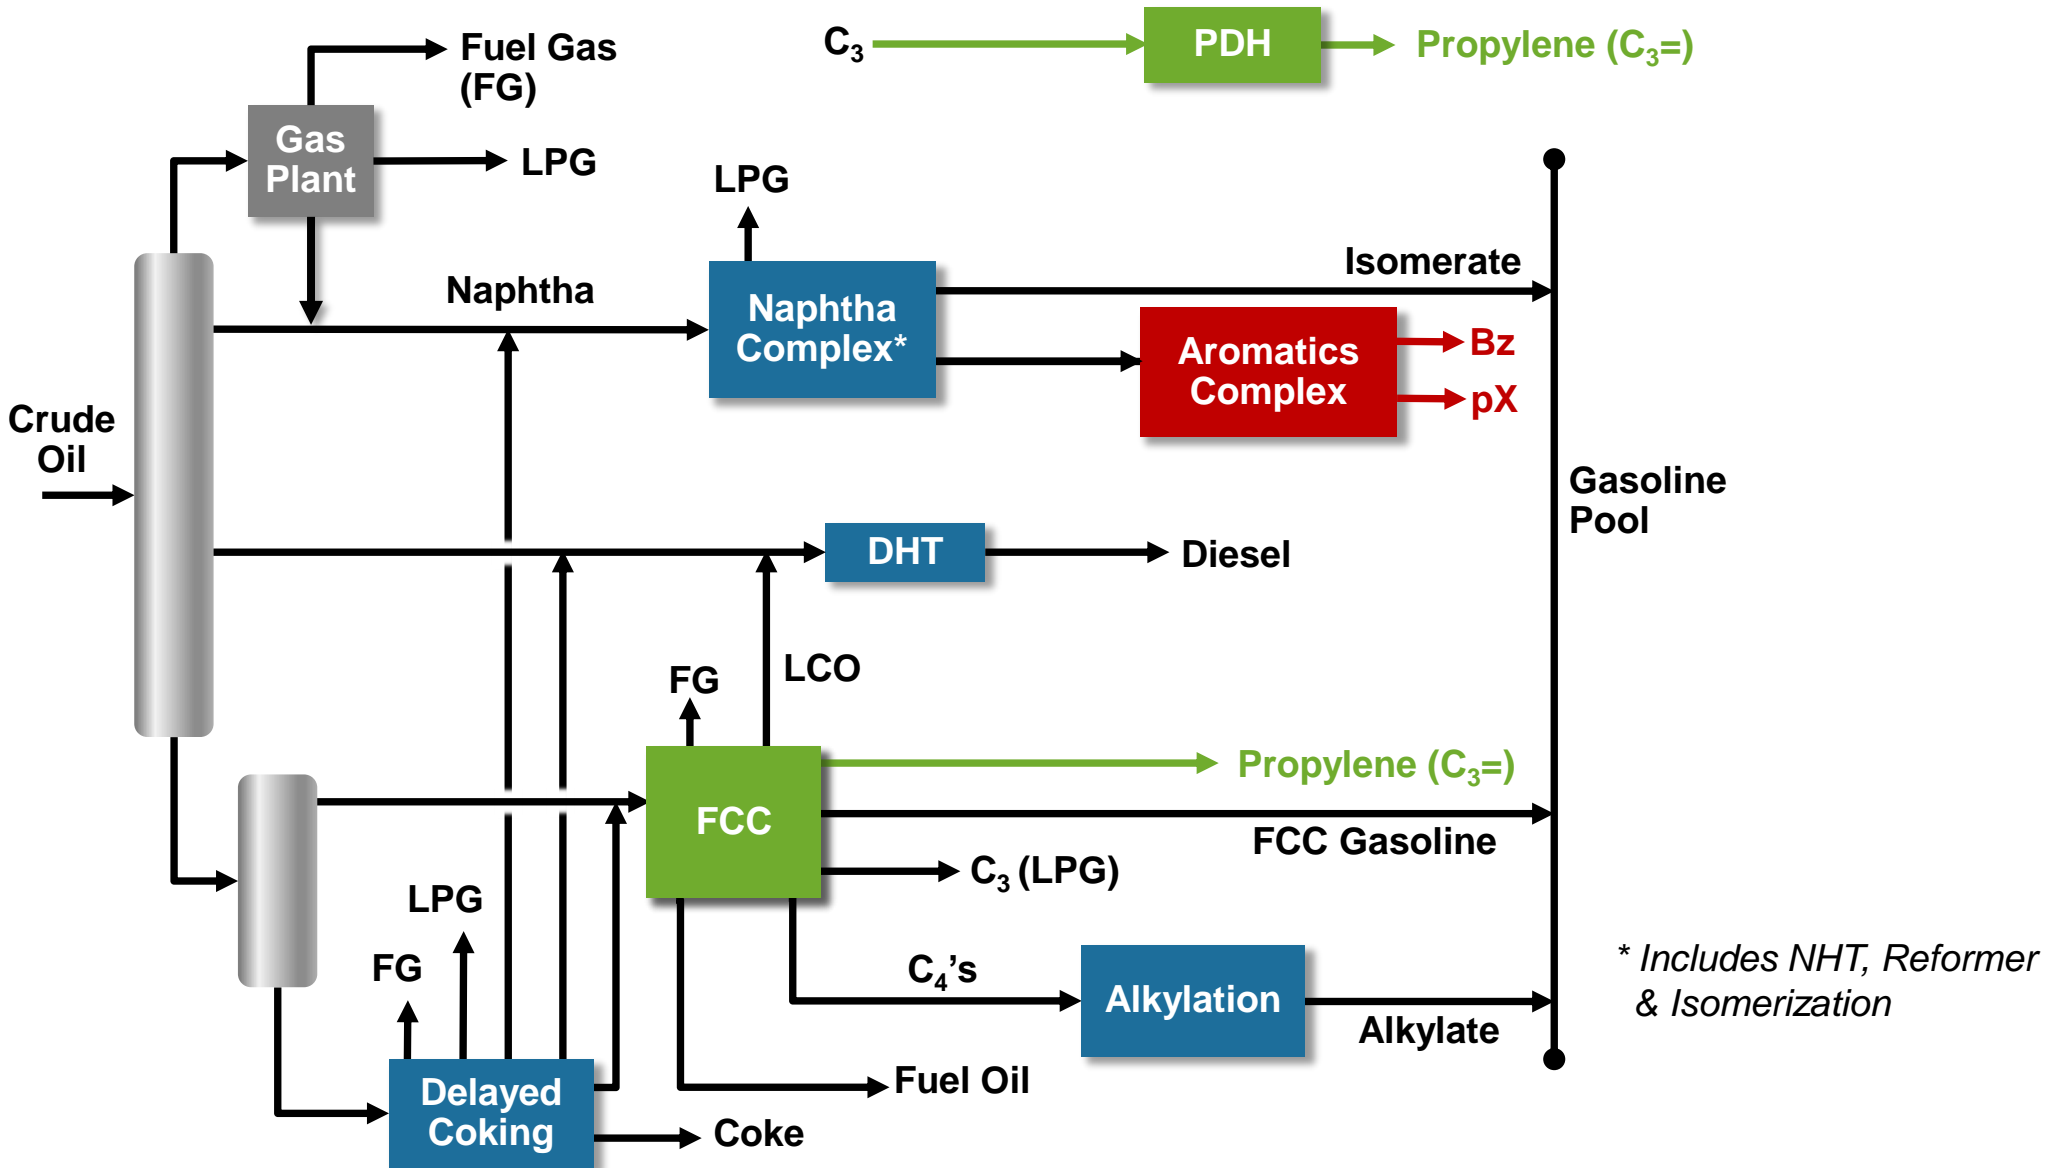 Fuel Gas
(FG)
C₃
PDH
Propylene (C₃=)
Gas
Plant
LPG
LPG
Isomerate
Naphtha
Naphtha
Complex*
Aromatics
Complex
Bz
pX
Crude
Oil
Gasoline
Pool
DHT
Diesel
LCO
FG
Propylene (C₃=)
FCC
FCC Gasoline
C₃ (LPG)
LPG
FG
C₄’s
Alkylation
Alkylate
* Includes NHT, Reformer
& Isomerization
Fuel Oil
Delayed
Coking
Coke